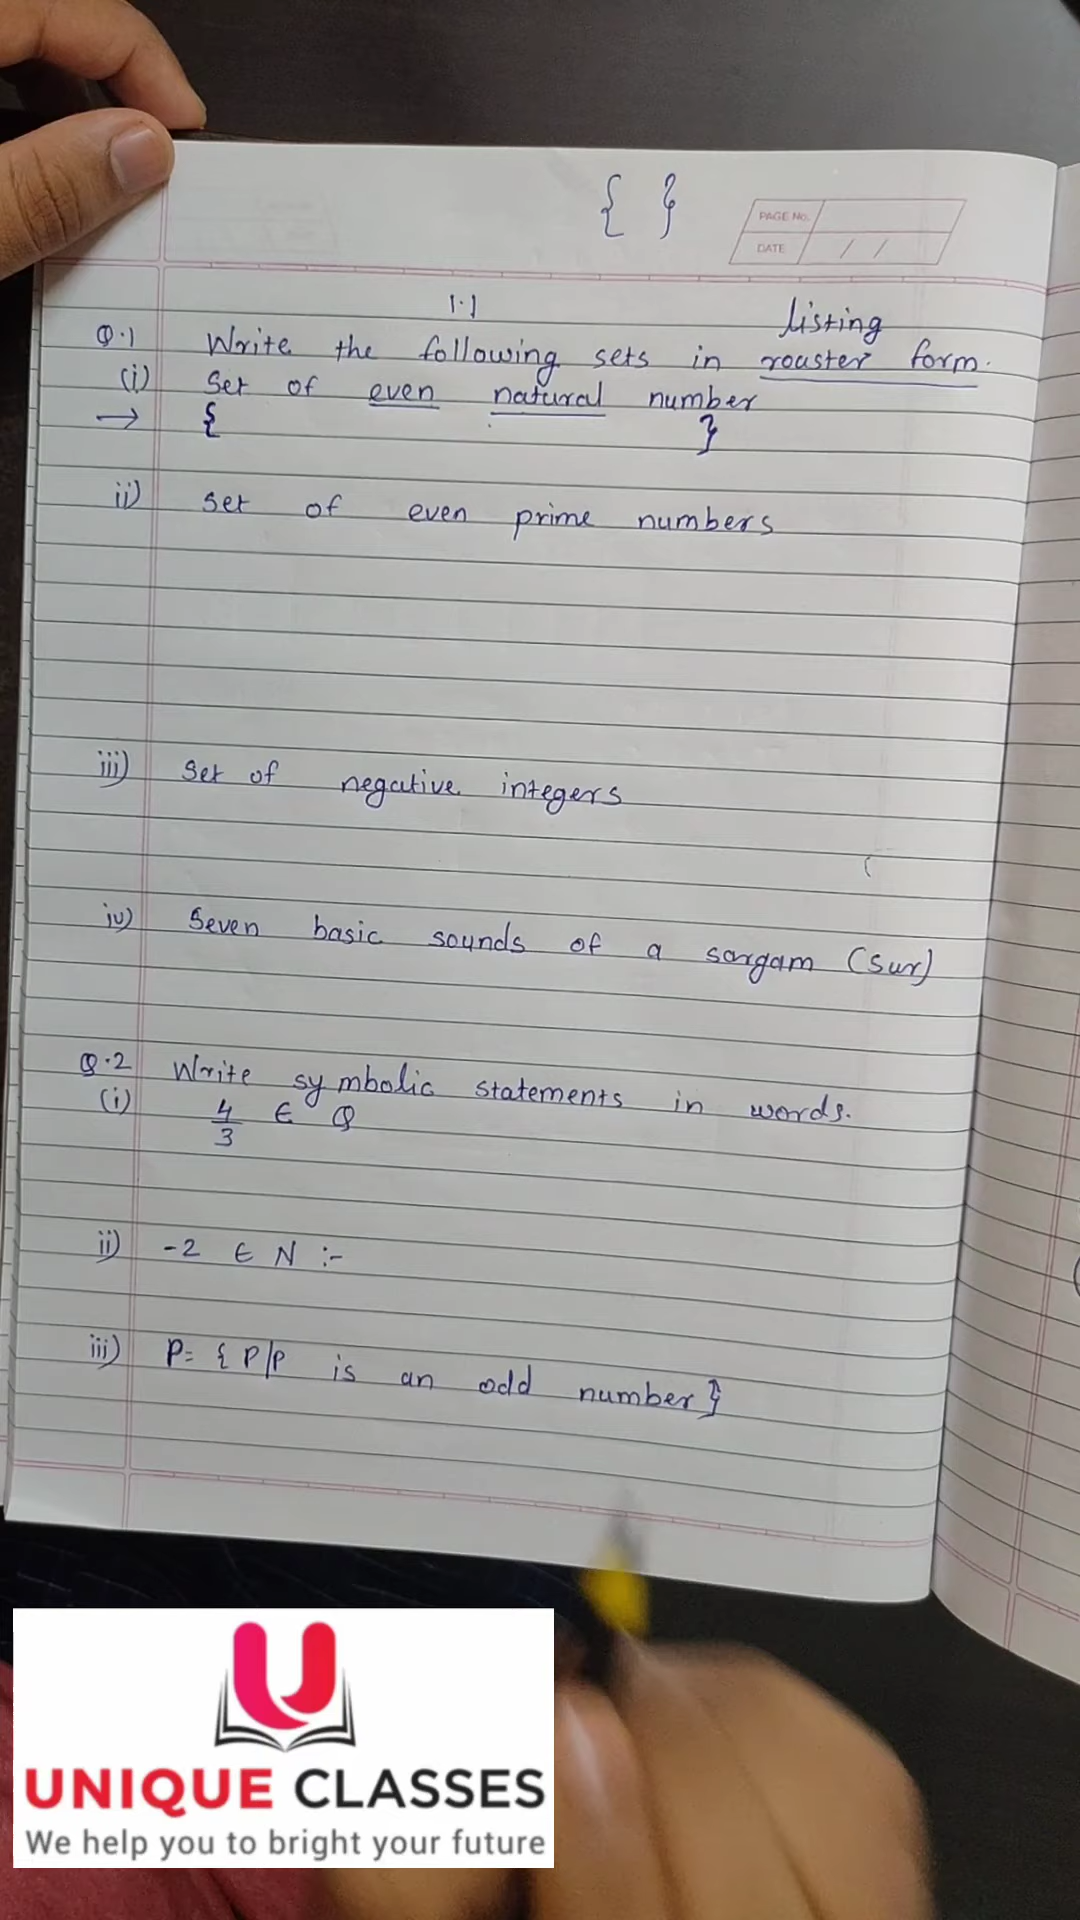 { }
PAGE No.
DATE / /
1.1
listing
Q.1 Write the following sets in rouster form.
(i) Set of even natural number
→ { }
ii) set of even prime numbers
iii) Set of negative integers
iv) Seven basic sounds of a sargam (sur)
Q.2 Write symbolic statements in words.
(i) 4/3 ∈ Q
ii) -2 ∈ N :-
iii) P= { P/P is an odd number}
UNIQUE CLASSES
We help you to bright your future